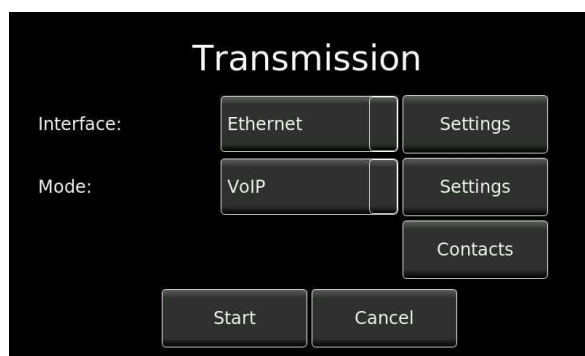 Transmission
Interface: Ethernet Settings
Mode: VoIP Settings
Contacts
Start Cancel